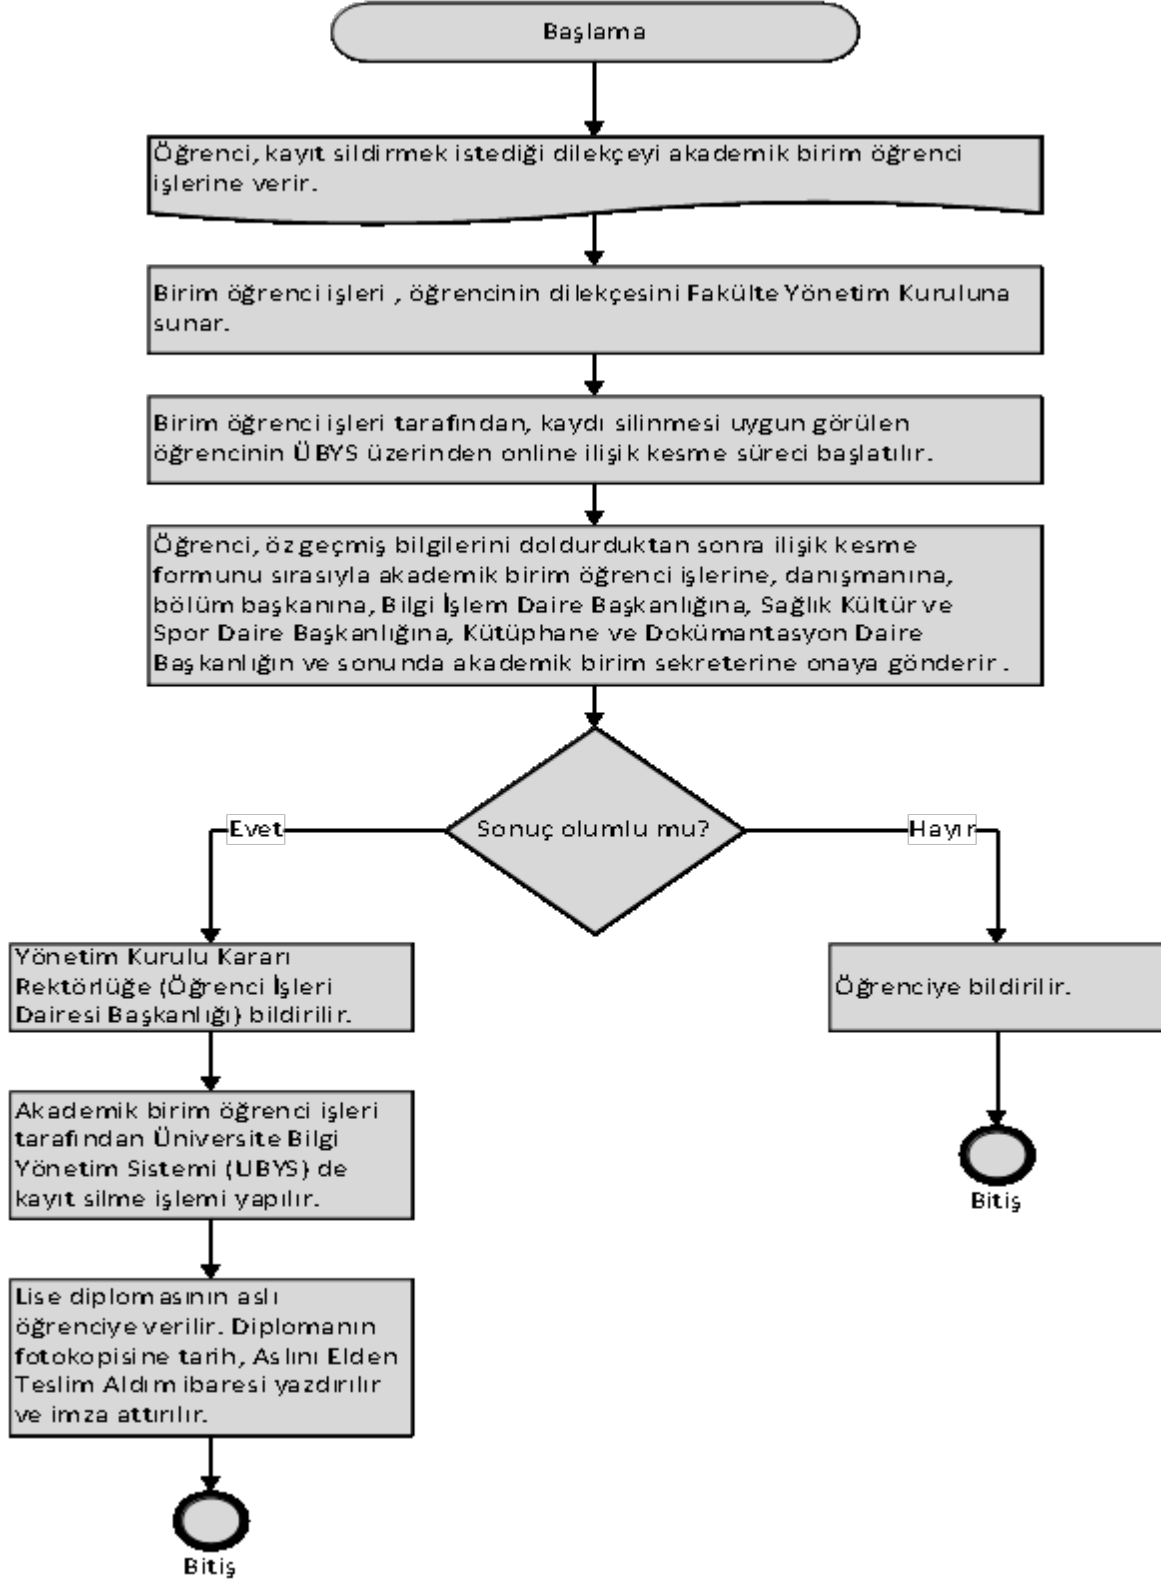 Başlama
Öğrenci, kayıt sildirmek istediği dilekçeyi akademik birim öğrenci
işlerine verir.
Birim öğrenci işleri , öğrencinin dilekçesini Fakülte Yönetim Kuruluna
sunar.
Birim öğrenci işleri tarafından, kaydı silinmesi uygun görülen
öğrencinin ÜBYS üzerinden online ilişik kesme süreci başlatılır.
Öğrenci, özgeçmiş bilgilerini doldurduktan sonra ilişik kesme
formunu sırasıyla akademik birim öğrenci işlerine, danışmanına,
bölüm başkanına, Bilgi İşlem Daire Başkanlığına, Sağlık Kültür ve
Spor Daire Başkanlığına, Kütüphane ve Dokümantasyon Daire
Başkanlığın ve sonunda akademik birim sekreterine onaya gönderir .
Sonuç olumlu mu?
Evet
Hayır
Yönetim Kurulu Kararı
Rektörlüğe (Öğrenci İşleri
Dairesi Başkanlığı) bildirilir.
Öğrenciye bildirilir.
Akademik birim öğrenci işleri
tarafından Üniversite Bilgi
Yönetim Sistemi (UBYS) de
kayıt silme işlemi yapılır.
Bitiş
Lise diplomasının aslı
öğrenciye verilir. Diplomanın
fotokopisine tarih, Aslını Elden
Teslim Aldım ibaresi yazdırılır
ve imza attırılır.
Bitiş